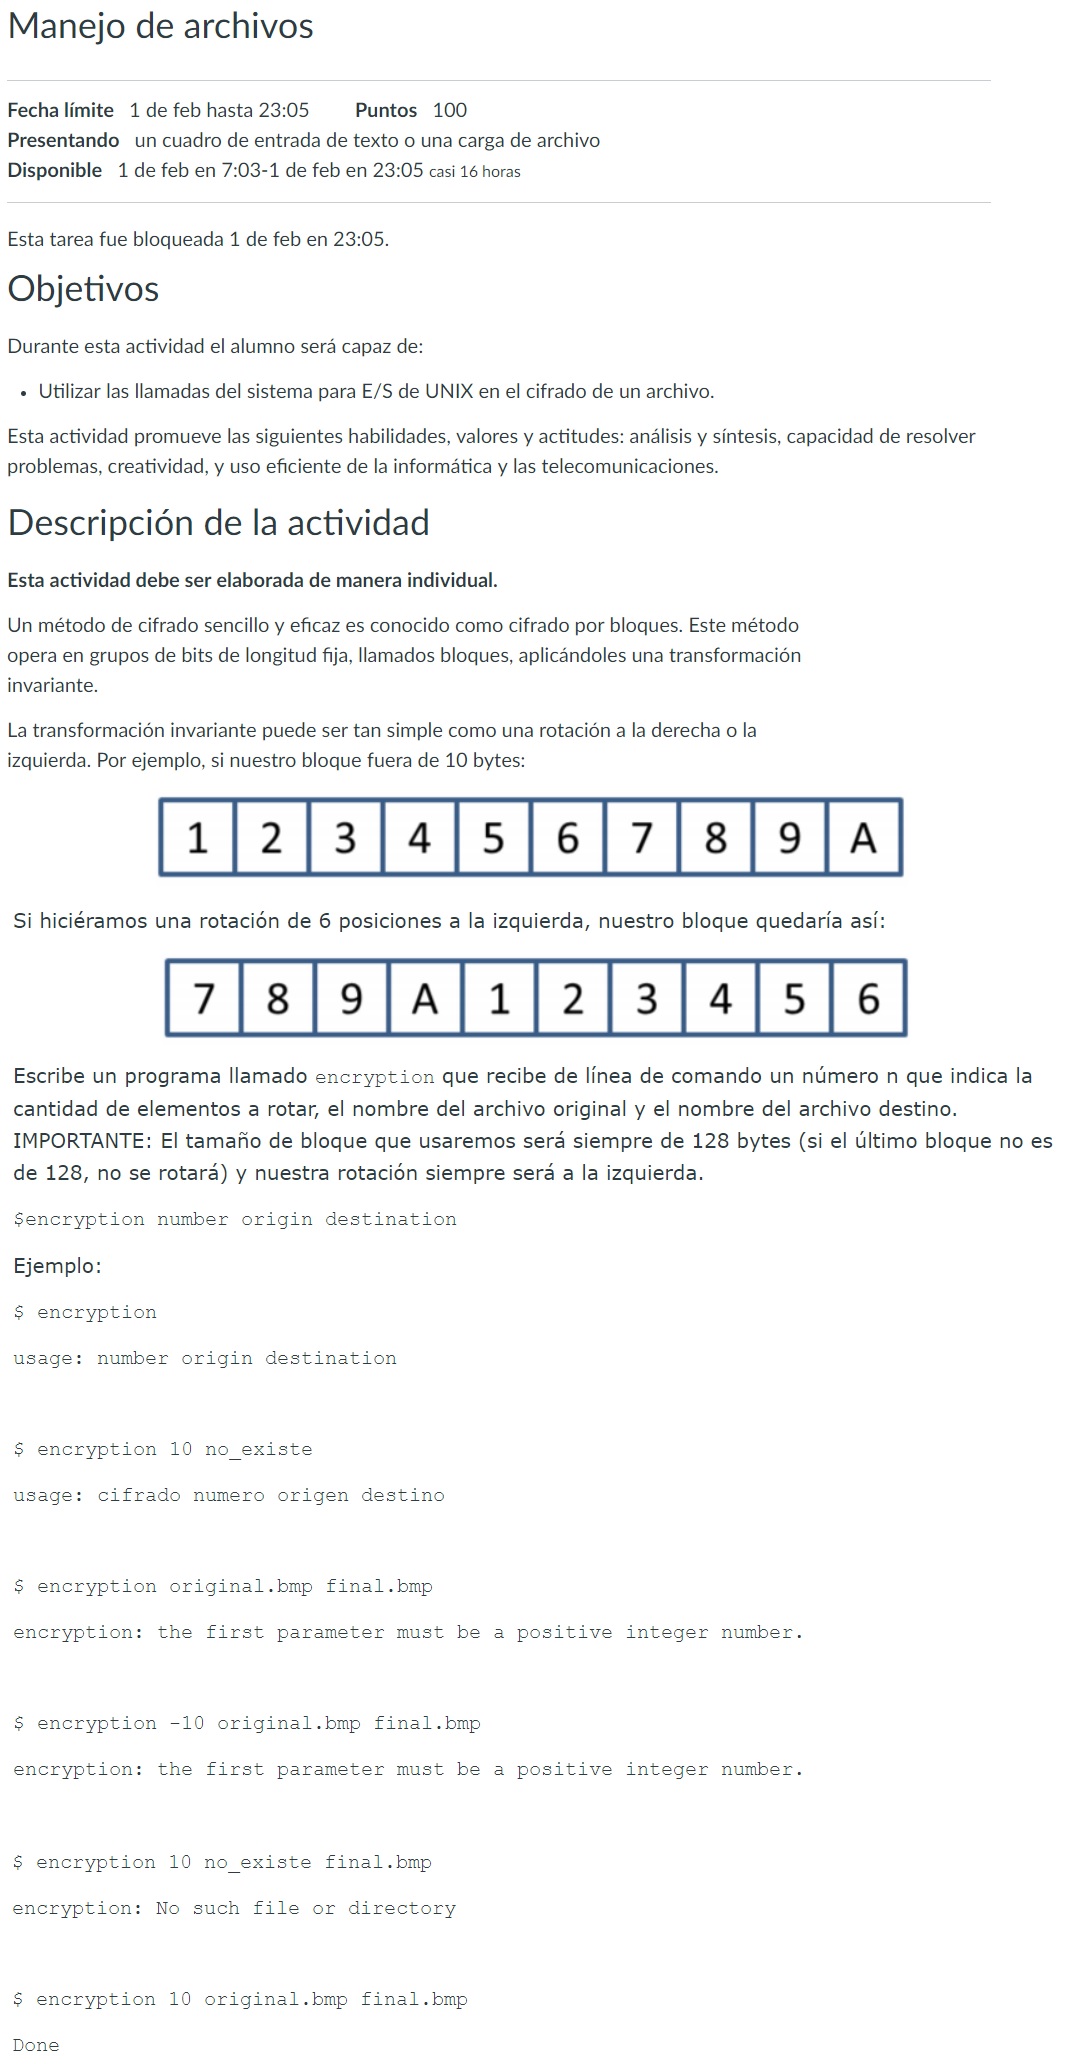 Manejo de archivos
Fecha límite 1 de feb hasta 23:05 Puntos 100
Presentando un cuadro de entrada de texto o una carga de archivo
Disponible 1 de feb en 7:03-1 de feb en 23:05 casi 16 horas
Esta tarea fue bloqueada 1 de feb en 23:05.
Objetivos
Durante esta actividad el alumno será capaz de:
• Utilizar las llamadas del sistema para E/S de UNIX en el cifrado de un archivo.
Esta actividad promueve las siguientes habilidades, valores y actitudes: análisis y síntesis, capacidad de resolver
problemas, creatividad, y uso eficiente de la informática y las telecomunicaciones.
Descripción de la actividad
Esta actividad debe ser elaborada de manera individual.
Un método de cifrado sencillo y eficaz es conocido como cifrado por bloques. Este método
opera en grupos de bits de longitud fija, llamados bloques, aplicándoles una transformación
invariante.
La transformación invariante puede ser tan simple como una rotación a la derecha o la
izquierda. Por ejemplo, si nuestro bloque fuera de 10 bytes:
1 2 3 4 5 6 7 8 9 A
Si hiciéramos una rotación de 6 posiciones a la izquierda, nuestro bloque quedaría así:
7 8 9 A 1 2 3 4 5 6
Escribe un programa llamado encryption que recibe de línea de comando un número n que indica la
cantidad de elementos a rotar, el nombre del archivo original y el nombre del archivo destino.
IMPORTANTE: El tamaño de bloque que usaremos será siempre de 128 bytes (si el último bloque no es
de 128, no se rotará) y nuestra rotación siempre será a la izquierda.
$encryption number origin destination
Ejemplo:
$ encryption
usage: number origin destination
$ encryption 10 no_existe
usage: cifrado numero origen destino
$ encryption original.bmp final.bmp
encryption: the first parameter must be a positive integer number.
$ encryption -10 original.bmp final.bmp
encryption: the first parameter must be a positive integer number.
$ encryption 10 no_existe final.bmp
encryption: No such file or directory
$ encryption 10 original.bmp final.bmp
Done